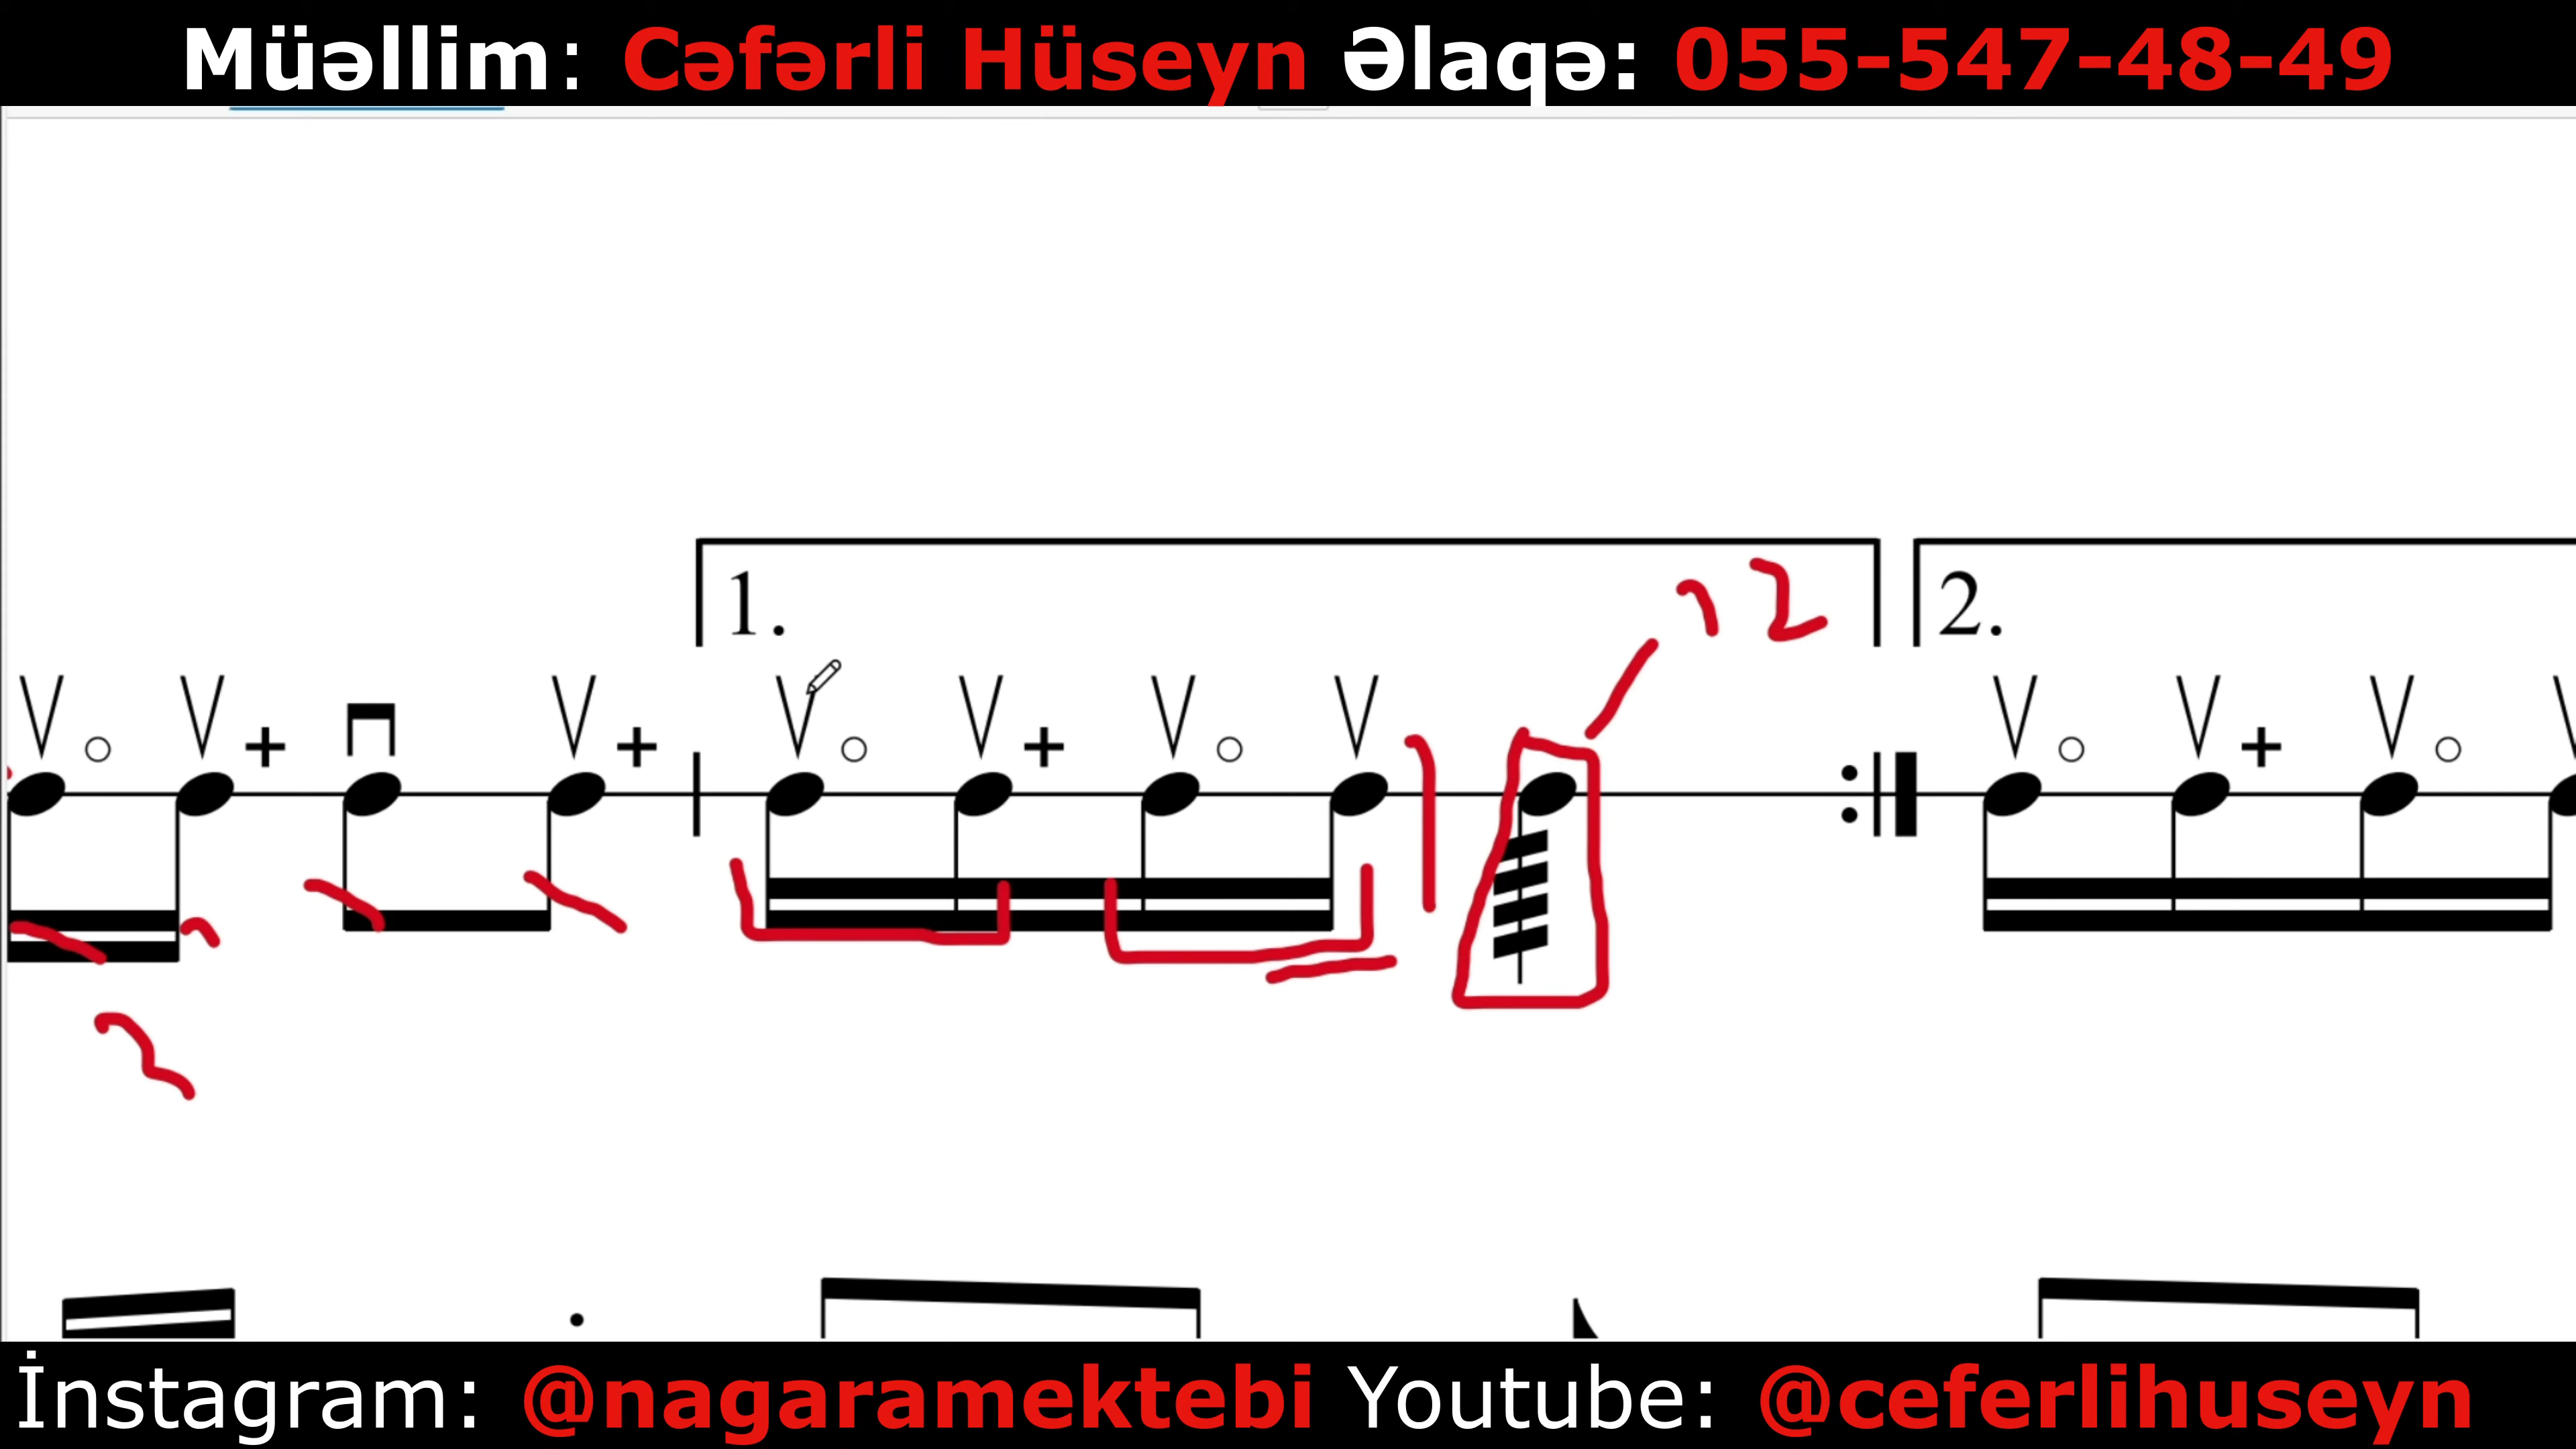 Müəllim: Cəfərli Hüseyn Əlaqə: 055-547-48-49
12
1. 2.
İnstagram: @nagaramektebi Youtube: @ceferlihuseyn